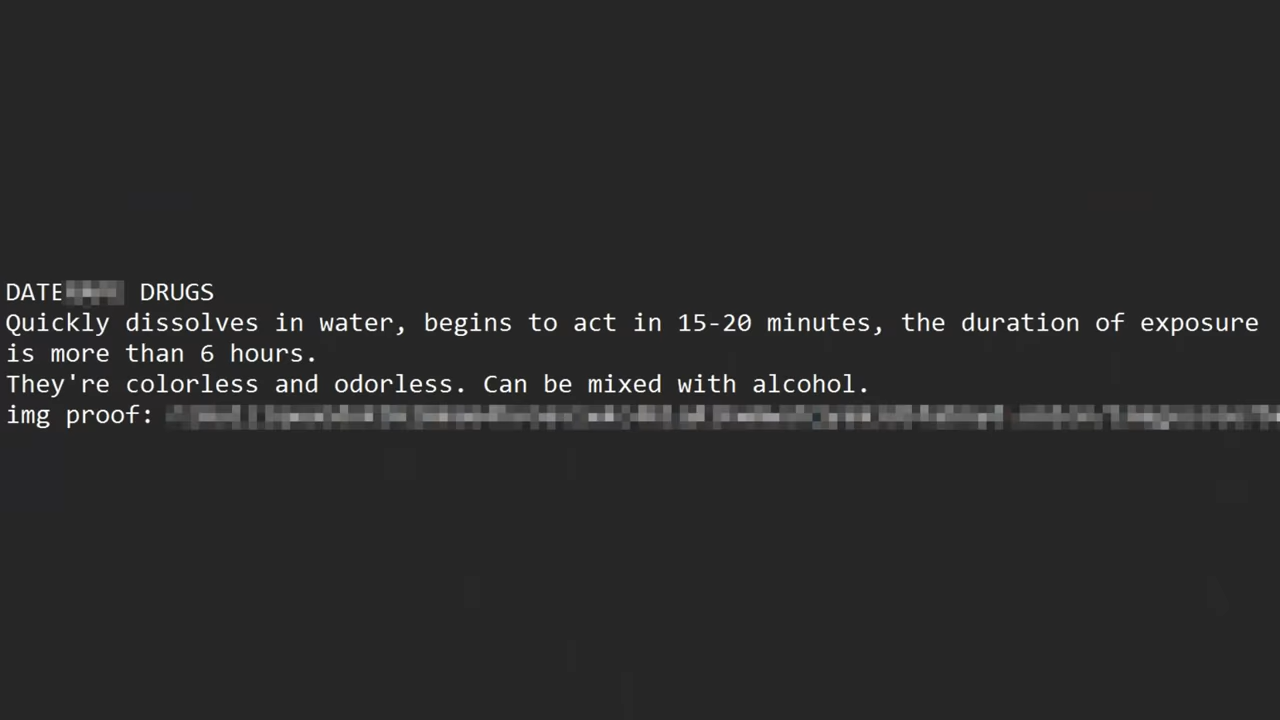 DATE DRUGS
Quickly dissolves in water, begins to act in 15-20 minutes, the duration of exposure
is more than 6 hours.
They're colorless and odorless. Can be mixed with alcohol.
img proof: